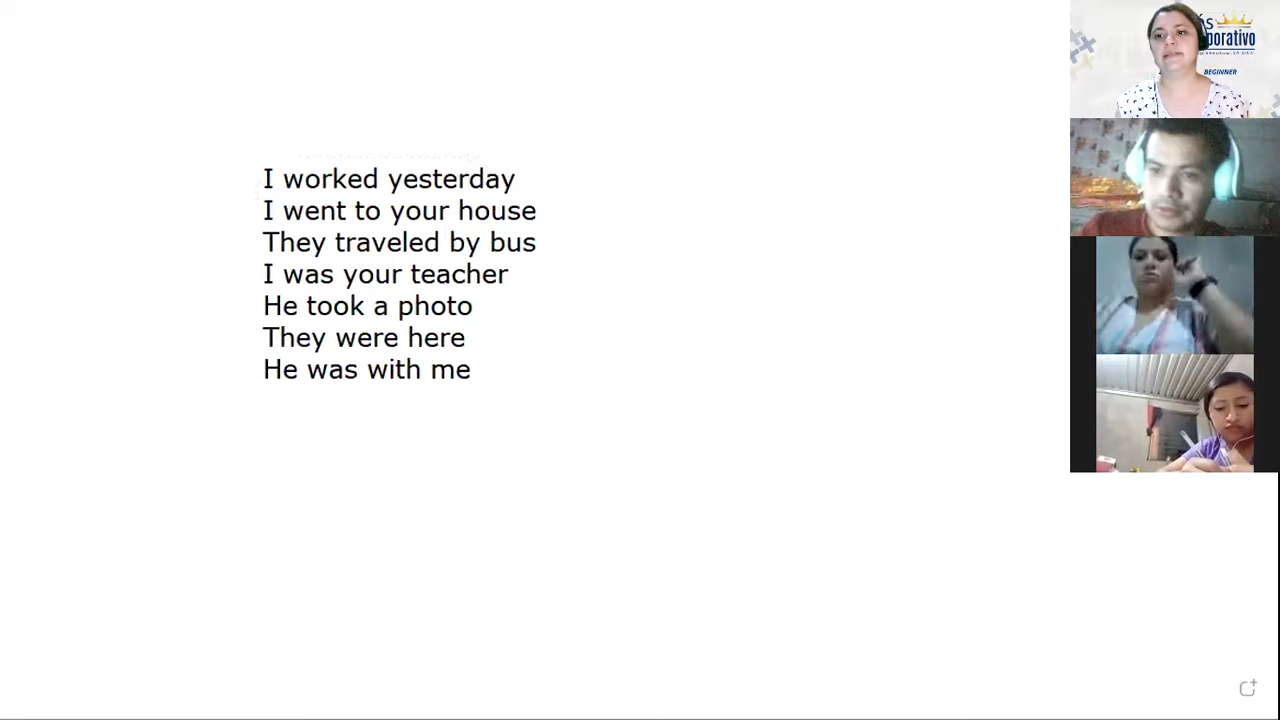 I worked yesterday
I went to your house
They traveled by bus
I was your teacher
He took a photo
They were here
He was with me
BEGINNER